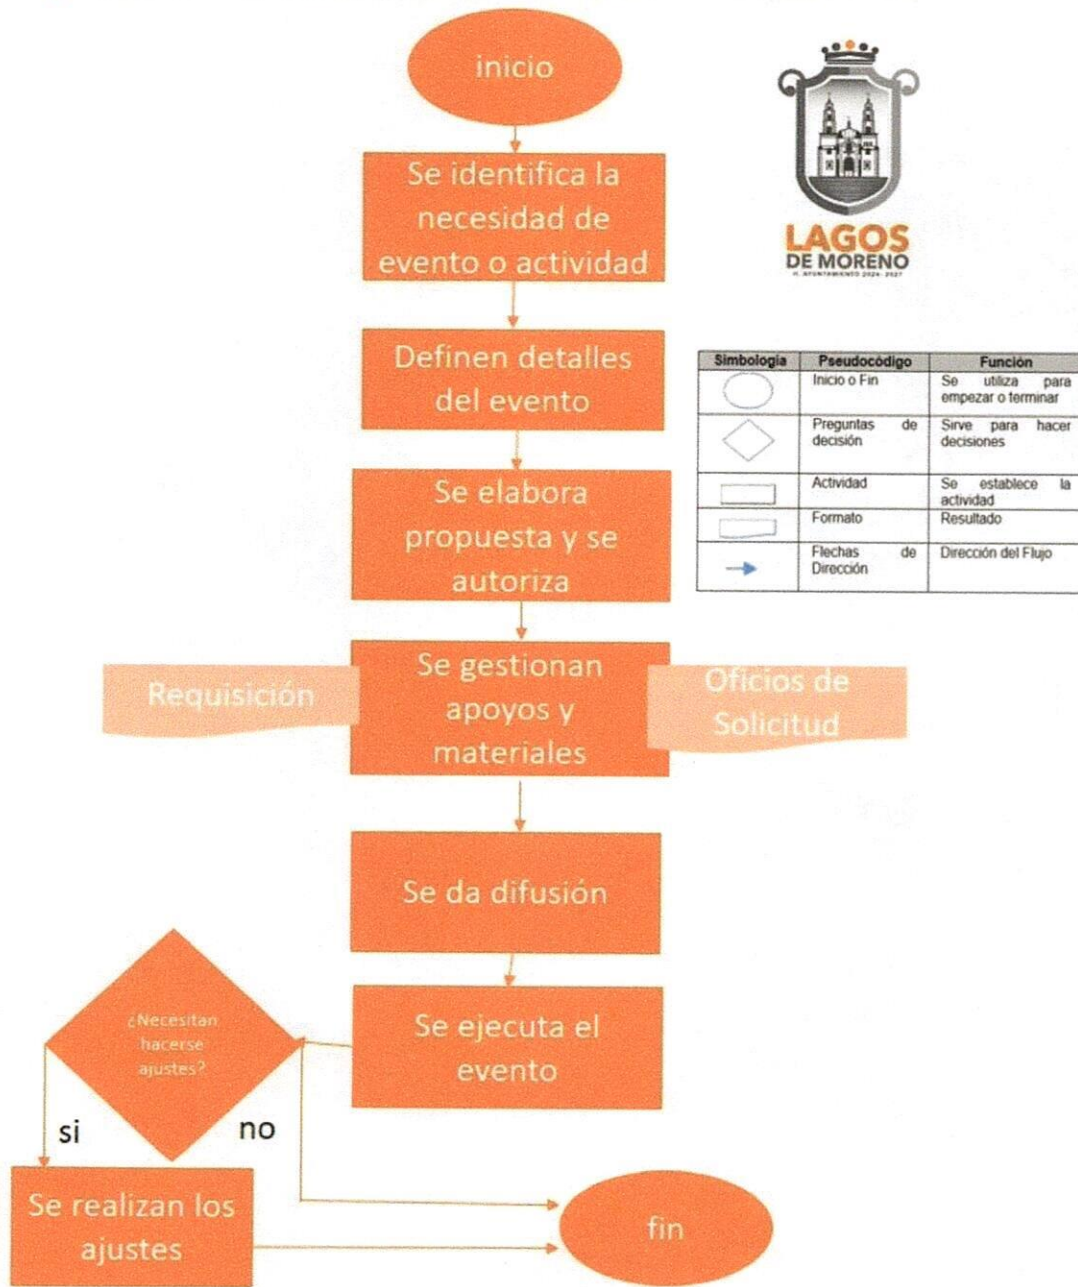 inicio
Se identifica la
necesidad de
evento o actividad
LAGOS
DE MORENO
H. AYUNTAMIENTO 2024- 2027
Definen detalles
del evento
Simbología Pseudocódigo Función
Inicio o Fin Se utiliza para
empezar o terminar
Preguntas de Sirve para hacer
decisión decisiones
Actividad Se establece la
actividad
Formato Resultado
Flechas de Dirección del Flujo
Dirección
Se elabora
propuesta y se
autoriza
Requisición
Se gestionan
apoyos y
materiales
Oficios de
Solicitud
Se da difusión
Se ejecuta el
evento
¿Necesitan
hacerse
ajustes?
si
no
Se realizan los
ajustes
fin